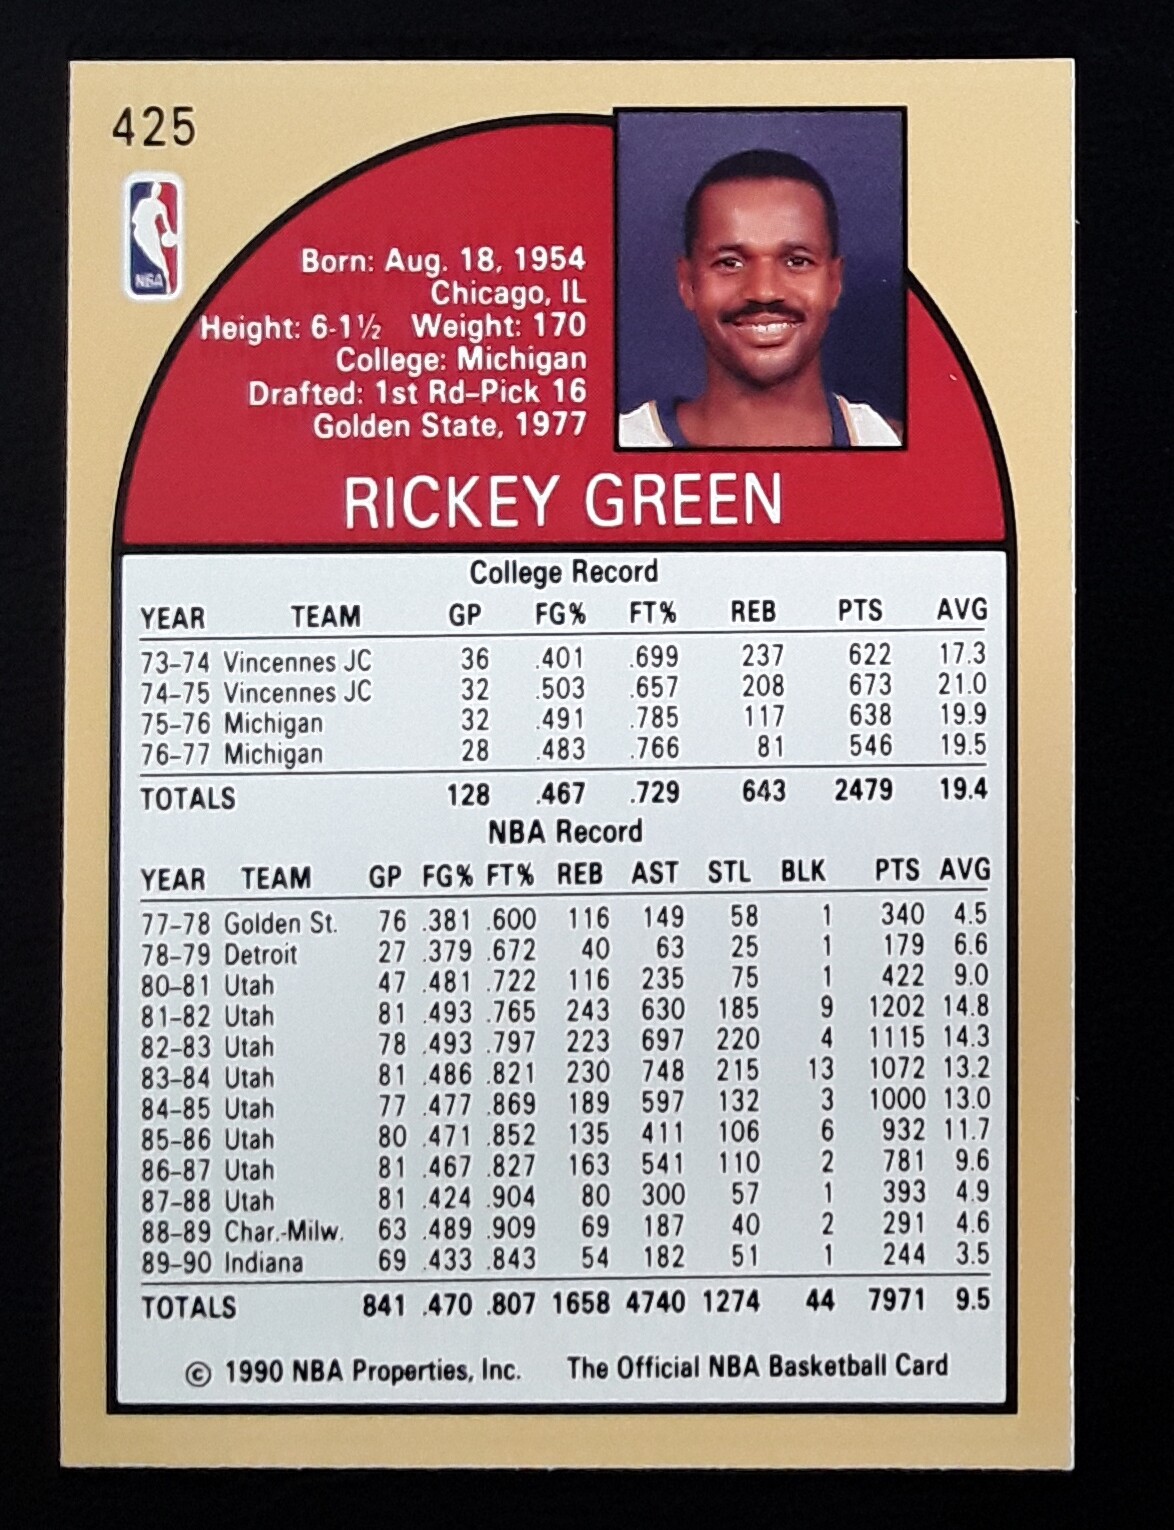 425
NBA
Born: Aug. 18, 1954
Chicago, IL
Height: 6-1½ Weight: 170
College: Michigan
Drafted: 1st Rd-Pick 16
Golden State, 1977
RICKEY GREEN
College Record
YEAR TEAM GP FG% FT% REB PTS AVG
73-74 Vincennes JC 36 .401 .699 237 622 17.3
74-75 Vincennes JC 32 .503 .657 208 673 21.0
75-76 Michigan 32 .491 .785 117 638 19.9
76-77 Michigan 28 .483 .766 81 546 19.5
TOTALS 128 .467 .729 643 2479 19.4
NBA Record
YEAR TEAM GP FG% FT% REB AST STL BLK PTS AVG
77-78 Golden St. 76 .381 .600 116 149 58 1 340 4.5
78-79 Detroit 27 .379 .672 40 63 25 1 179 6.6
80-81 Utah 47 .481 .722 116 235 75 1 422 9.0
81-82 Utah 81 .493 .765 243 630 185 9 1202 14.8
82-83 Utah 78 .493 .797 223 697 220 4 1115 14.3
83-84 Utah 81 .486 .821 230 748 215 13 1072 13.2
84-85 Utah 77 .477 .869 189 597 132 3 1000 13.0
85-86 Utah 80 .471 .852 135 411 106 6 932 11.7
86-87 Utah 81 .467 .827 163 541 110 2 781 9.6
87-88 Utah 81 .424 .904 80 300 57 1 393 4.9
88-89 Char.-Milw. 63 .489 .909 69 187 40 2 291 4.6
89-90 Indiana 69 .433 .843 54 182 51 1 244 3.5
TOTALS 841 .470 .807 1658 4740 1274 44 7971 9.5
© 1990 NBA Properties, Inc. The Official NBA Basketball Card